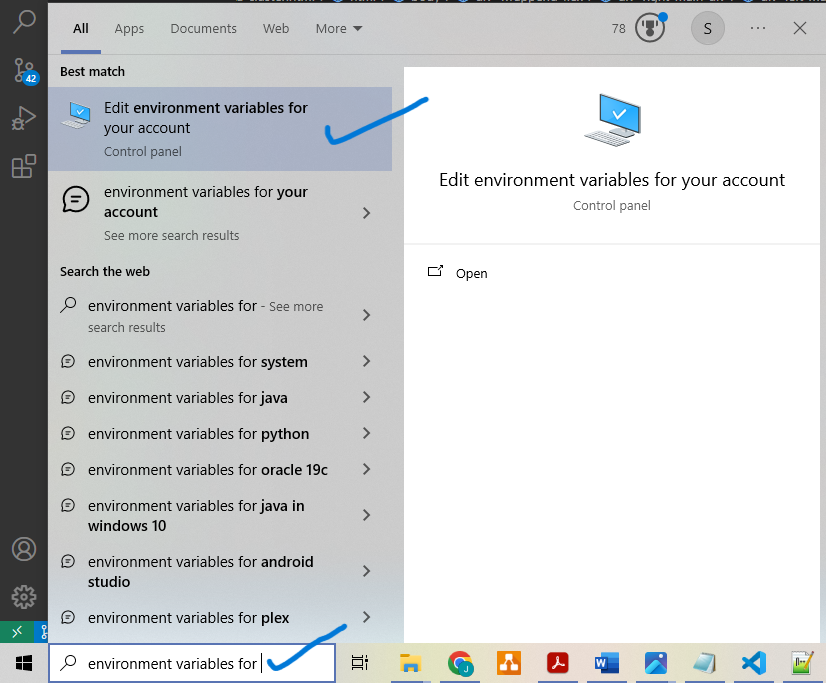 All Apps Documents Web More 78 S
Best match
Edit environment variables for
your account
Control panel
environment variables for your
account
See more search results
Search the web
environment variables for - See more
search results
environment variables for system
environment variables for java
environment variables for python
environment variables for oracle 19c
environment variables for java in
windows 10
environment variables for android
studio
environment variables for plex
Edit environment variables for your account
Control panel
Open
42
environment variables for
J
W